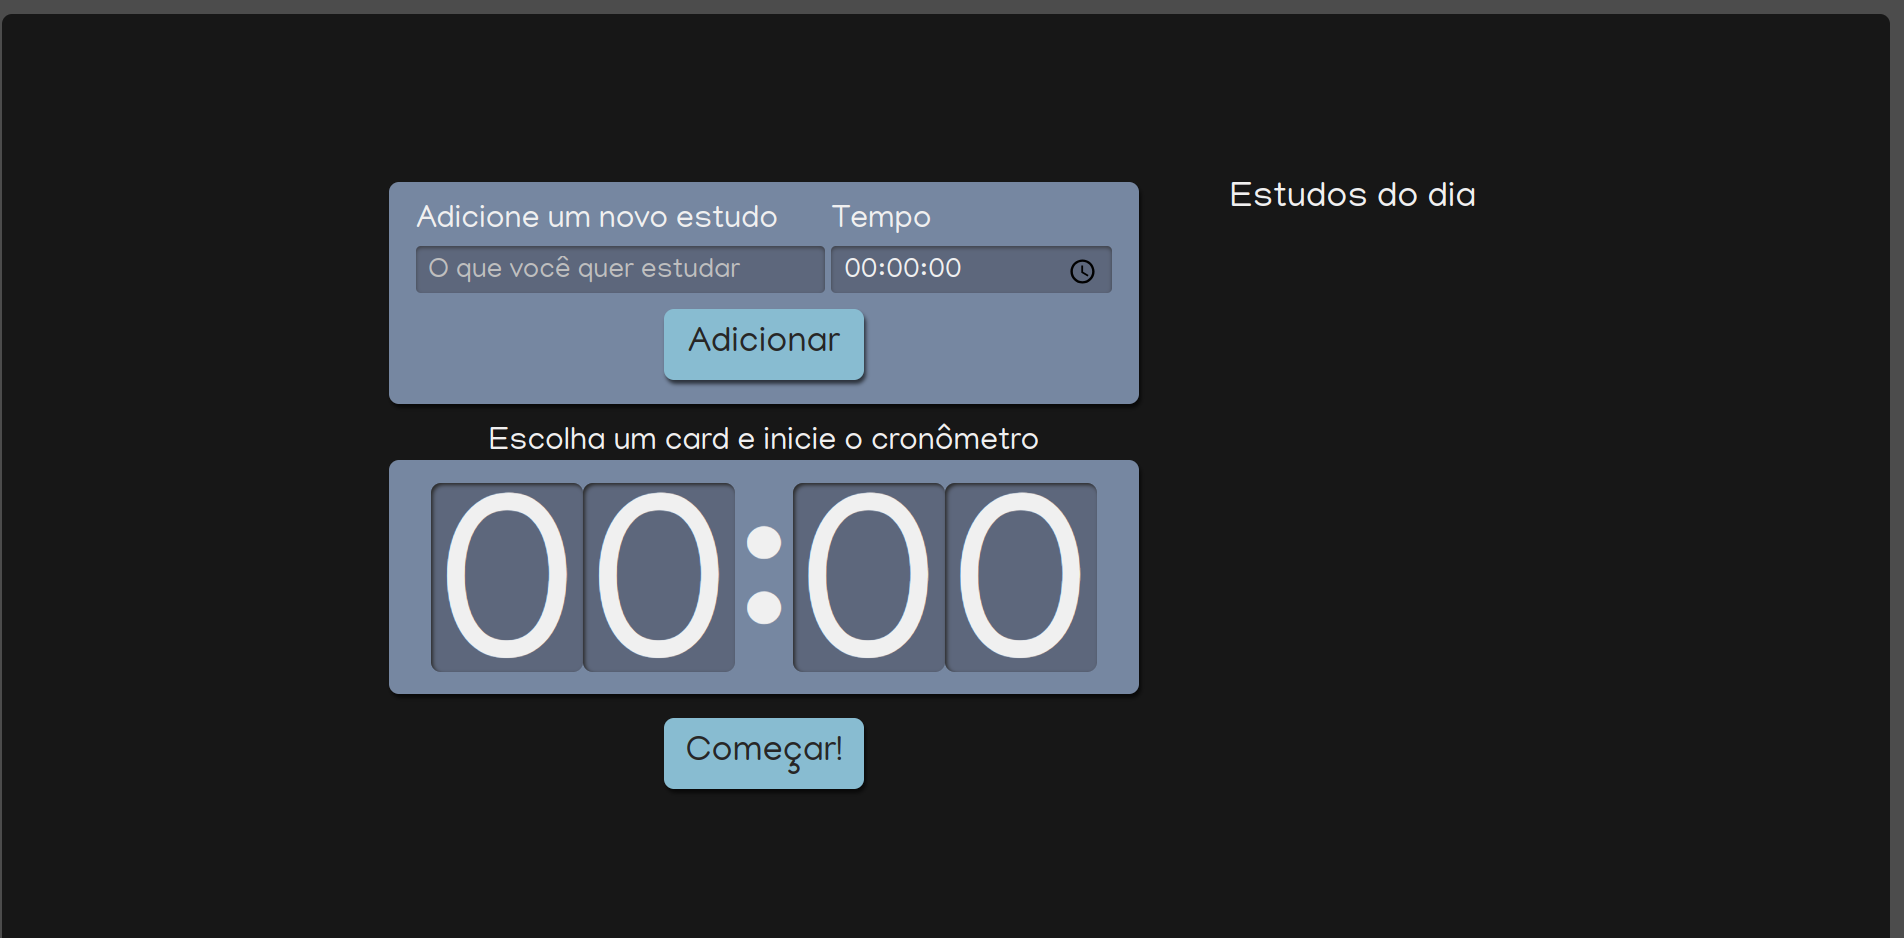 Adicione um novo estudo Tempo
O que você quer estudar 00:00:00
Adicionar
Escolha um card e inicie o cronômetro
00:00
Começar!
Estudos do dia